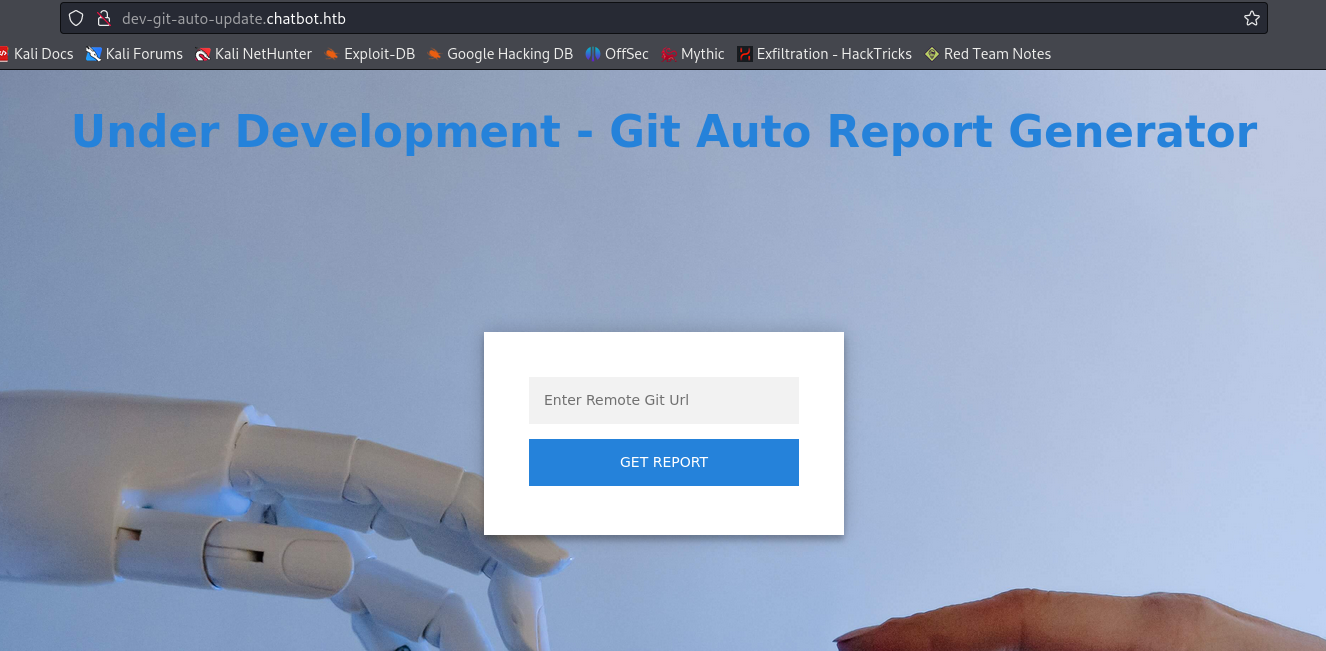 dev-git-auto-update.chatbot.htb
Kali Docs Kali Forums Kali NetHunter Exploit-DB Google Hacking DB OffSec Mythic Exfiltration - HackTricks Red Team Notes
Under Development - Git Auto Report Generator
Enter Remote Git Url
GET REPORT